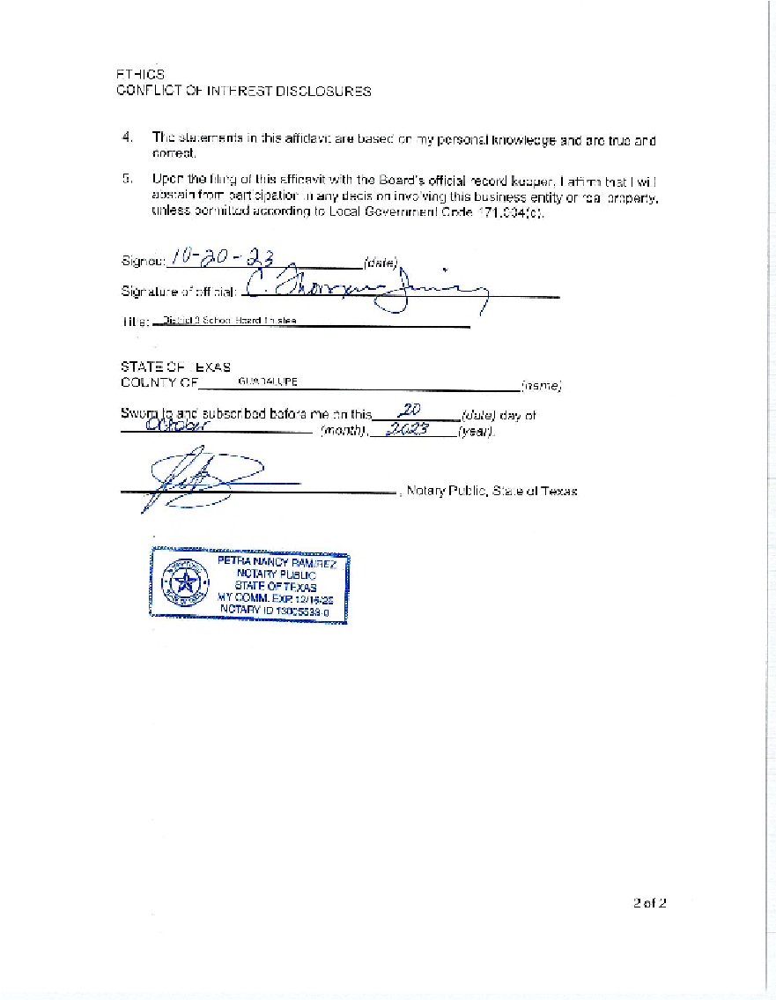 ETHICS
CONFLICT OF INTEREST DISCLOSURES
4. The statements in this affidavit are based on my personal knowledge and are true and
correct.
5. Upon the filing of this affidavit with the Board's official record keeper, I affirm that I will
abstain from participation in any decision involving this business entity or real property,
unless permitted according to Local Government Code 171.004(c).
Signed: 10-20-23 (date)
Signature of official: C.
Title: District 3 School Board Trustee
STATE OF TEXAS
COUNTY OF GUADALUPE (name)
Sworn to and subscribed before me on this 20 (date) day of
October (month), 2023 (year).
, Notary Public, State of Texas
PETRA NANCY RAMIREZ
NOTARY PUBLIC
STATE OF TEXAS
MY COMM. EXP. 12/16/25
NOTARY ID
2 of 2